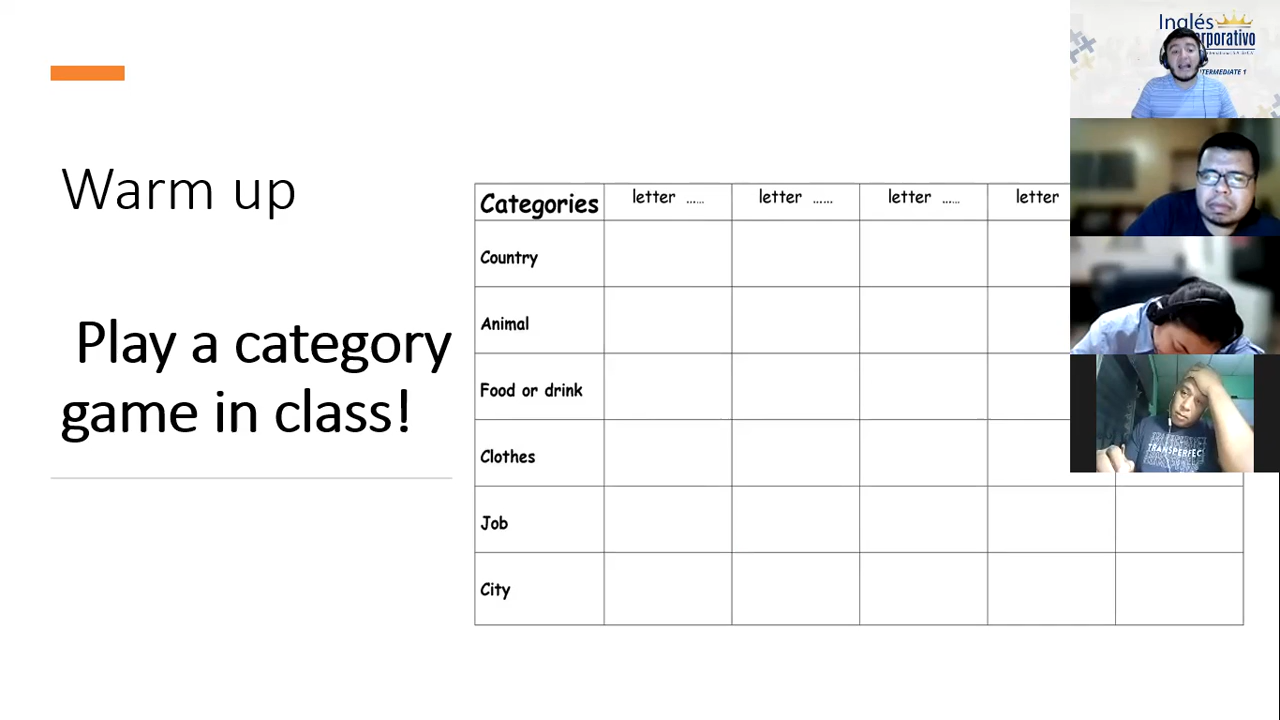 Warm up
Play a category
game in class!
Categories
letter ……
letter ……
letter ……
letter
Country
Animal
Food or drink
Clothes
Job
City
Inglés
rporativo
TERMEDIATE 1
TRANSPERFEC